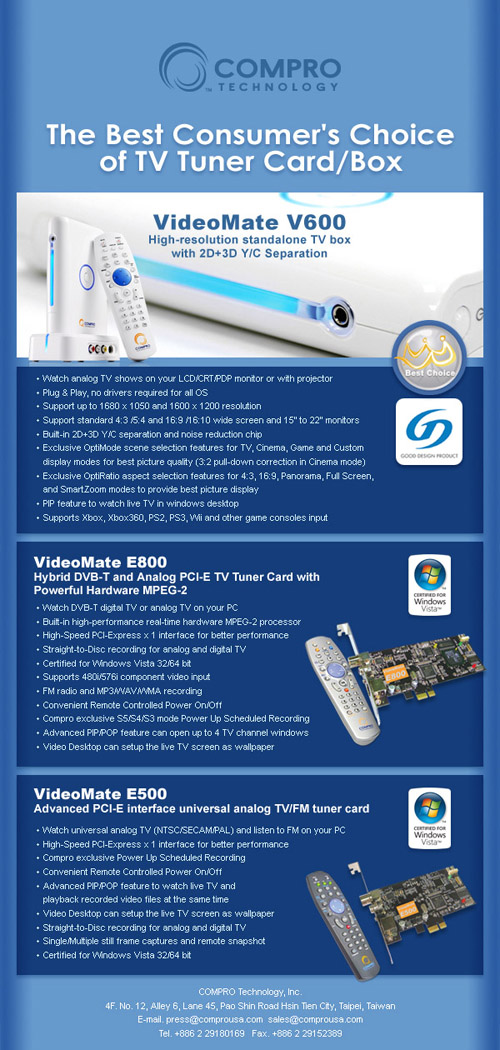 COMPRO
TECHNOLOGY
The Best Consumer's Choice
of TV Tuner Card/Box
VideoMate V600
High-resolution standalone TV box
with 2D+3D Y/C Separation
COMPRO
Best Choice
GOOD DESIGN PRODUCT
• Watch analog TV shows on your LCD/CRT/PDP monitor or with projector
• Plug & Play, no drivers required for all OS
• Support up to 1680 x 1050 and 1600 x 1200 resolution
• Support standard 4:3 /5:4 and 16:9 /16:10 wide screen and 15" to 22" monitors
• Built-in 2D+3D Y/C separation and noise reduction chip
• Exclusive OptiMode scene selection features for TV, Cinema, Game and Custom
display modes for best picture quality (3:2 pull-down correction in Cinema mode)
• Exclusive OptiRatio aspect selection features for 4:3, 16:9, Panorama, Full Screen,
and SmartZoom modes to provide best picture display
• PIP feature to watch live TV in windows desktop
• Supports Xbox, Xbox360, PS2, PS3, Wii and other game consoles input
VideoMate E800
Hybrid DVB-T and Analog PCI-E TV Tuner Card with
Powerful Hardware MPEG-2
• Watch DVB-T digital TV or analog TV on your PC
• Built-in high-performance real-time hardware MPEG-2 processor
• High-Speed PCI-Express x 1 interface for better performance
• Straight-to-Disc recording for analog and digital TV
• Certified for Windows Vista 32/64 bit
• Supports 480i/576i component video input
• FM radio and MP3/WAV/WMA recording
• Convenient Remote Controlled Power On/Off
• Compro exclusive S5/S4/S3 mode Power Up Scheduled Recording
• Advanced PIP/POP feature can open up to 4 TV channel windows
• Video Desktop can setup the live TV screen as wallpaper
CERTIFIED FOR
Windows
Vista™
E800
VideoMate E500
Advanced PCI-E interface universal analog TV/FM tuner card
• Watch universal analog TV (NTSC/SECAM/PAL) and listen to FM on your PC
• High-Speed PCI-Express x 1 interface for better performance
• Compro exclusive Power Up Scheduled Recording
• Convenient Remote Controlled Power On/Off
• Advanced PIP/POP feature to watch live TV and
playback recorded video files at the same time
• Video Desktop can setup the live TV screen as wallpaper
• Straight-to-Disc recording for analog and digital TV
• Single/Multiple still frame captures and remote snapshot
• Certified for Windows Vista 32/64 bit
CERTIFIED FOR
Windows
Vista™
E500
COMPRO Technology, Inc.
4F. No. 12, Alley 6, Lane 45, Pao Shin Road Hsin Tien City, Taipei, Taiwan
E-mail. press@comprousa.com sales@comprousa.com
Tel. +886 2 29180169 Fax. +886 2 29152389